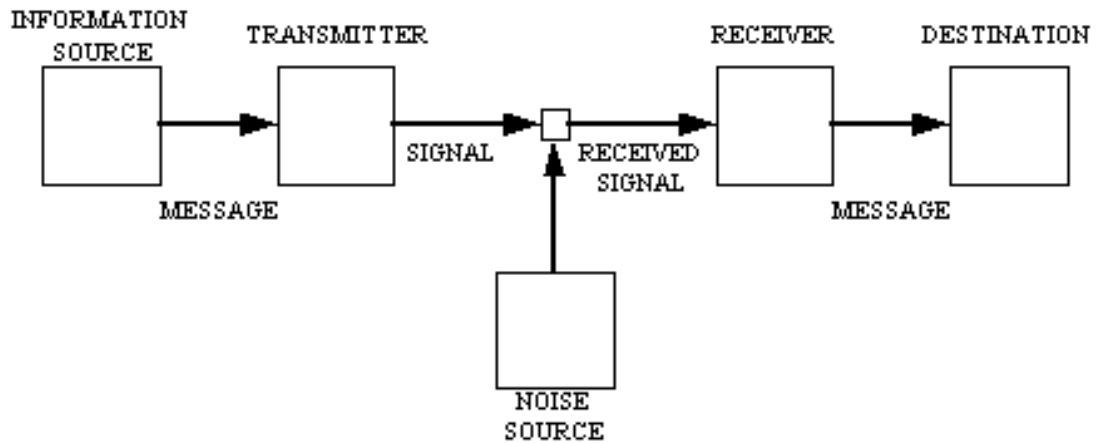 INFORMATION
SOURCE
TRANSMITTER
RECEIVER
DESTINATION
SIGNAL
RECEIVED
SIGNAL
MESSAGE
MESSAGE
NOISE
SOURCE